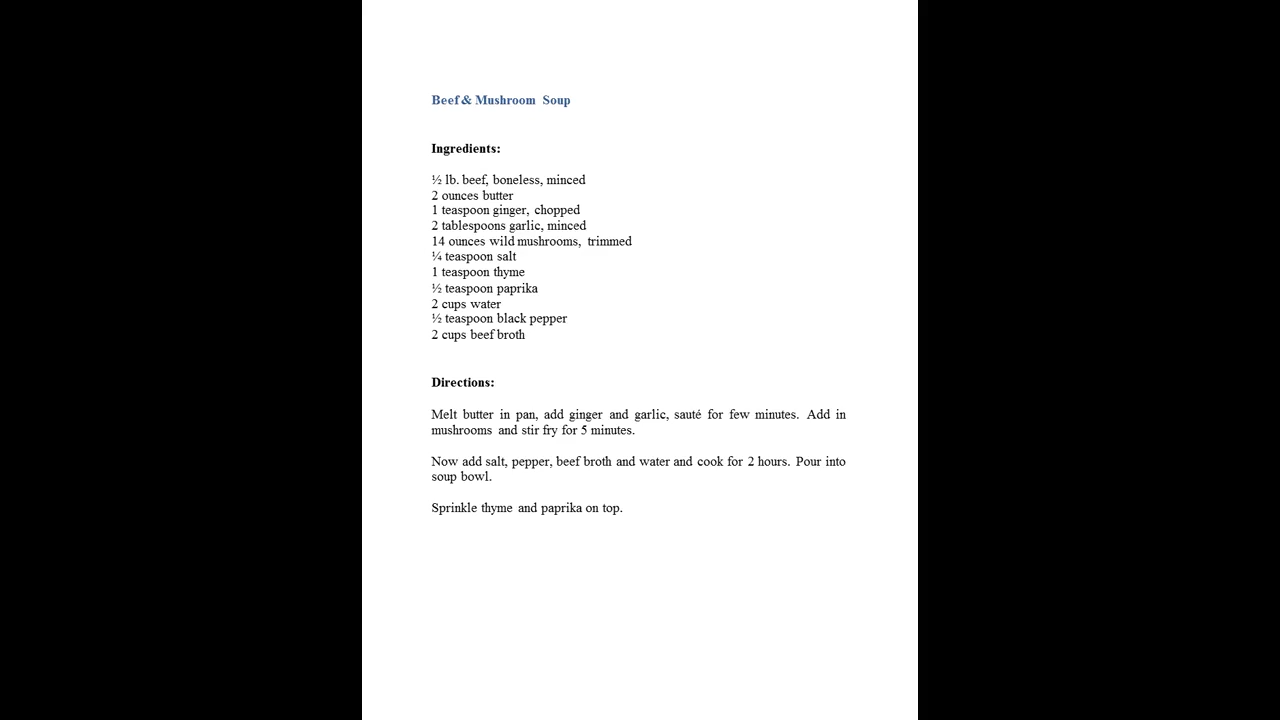 Beef & Mushroom Soup
Ingredients:
½ lb. beef, boneless, minced
2 ounces butter
1 teaspoon ginger, chopped
2 tablespoons garlic, minced
14 ounces wild mushrooms, trimmed
¼ teaspoon salt
1 teaspoon thyme
½ teaspoon paprika
2 cups water
½ teaspoon black pepper
2 cups beef broth
Directions:
Melt butter in pan, add ginger and garlic, sauté for few minutes. Add in
mushrooms and stir fry for 5 minutes.
Now add salt, pepper, beef broth and water and cook for 2 hours. Pour into
soup bowl.
Sprinkle thyme and paprika on top.